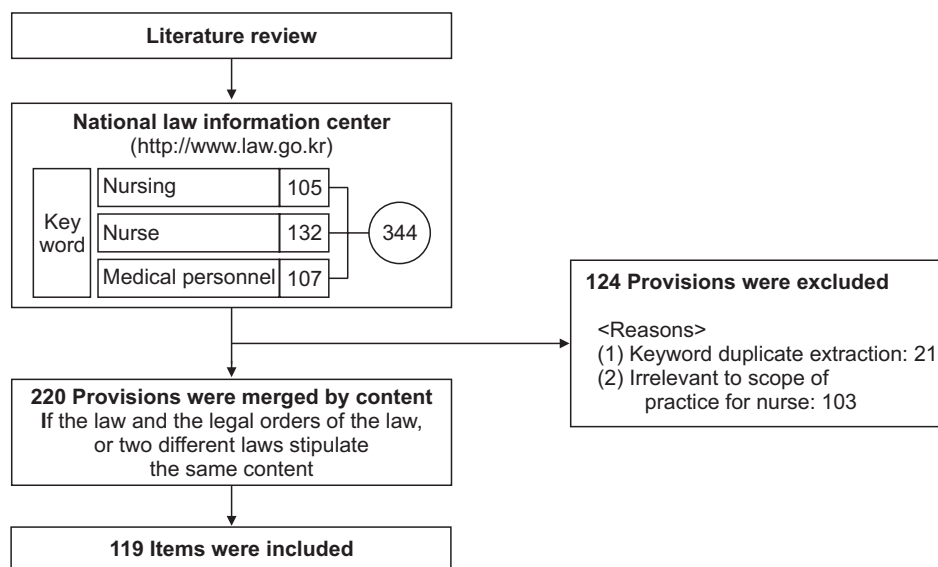 Literature review
National law information center
(http://www.law.go.kr)
Key
word
Nursing 105
Nurse 132
Medical personnel 107
344
124 Provisions were excluded
<Reasons>
(1) Keyword duplicate extraction: 21
(2) Irrelevant to scope of
practice for nurse: 103
220 Provisions were merged by content
If the law and the legal orders of the law,
or two different laws stipulate
the same content
119 Items were included